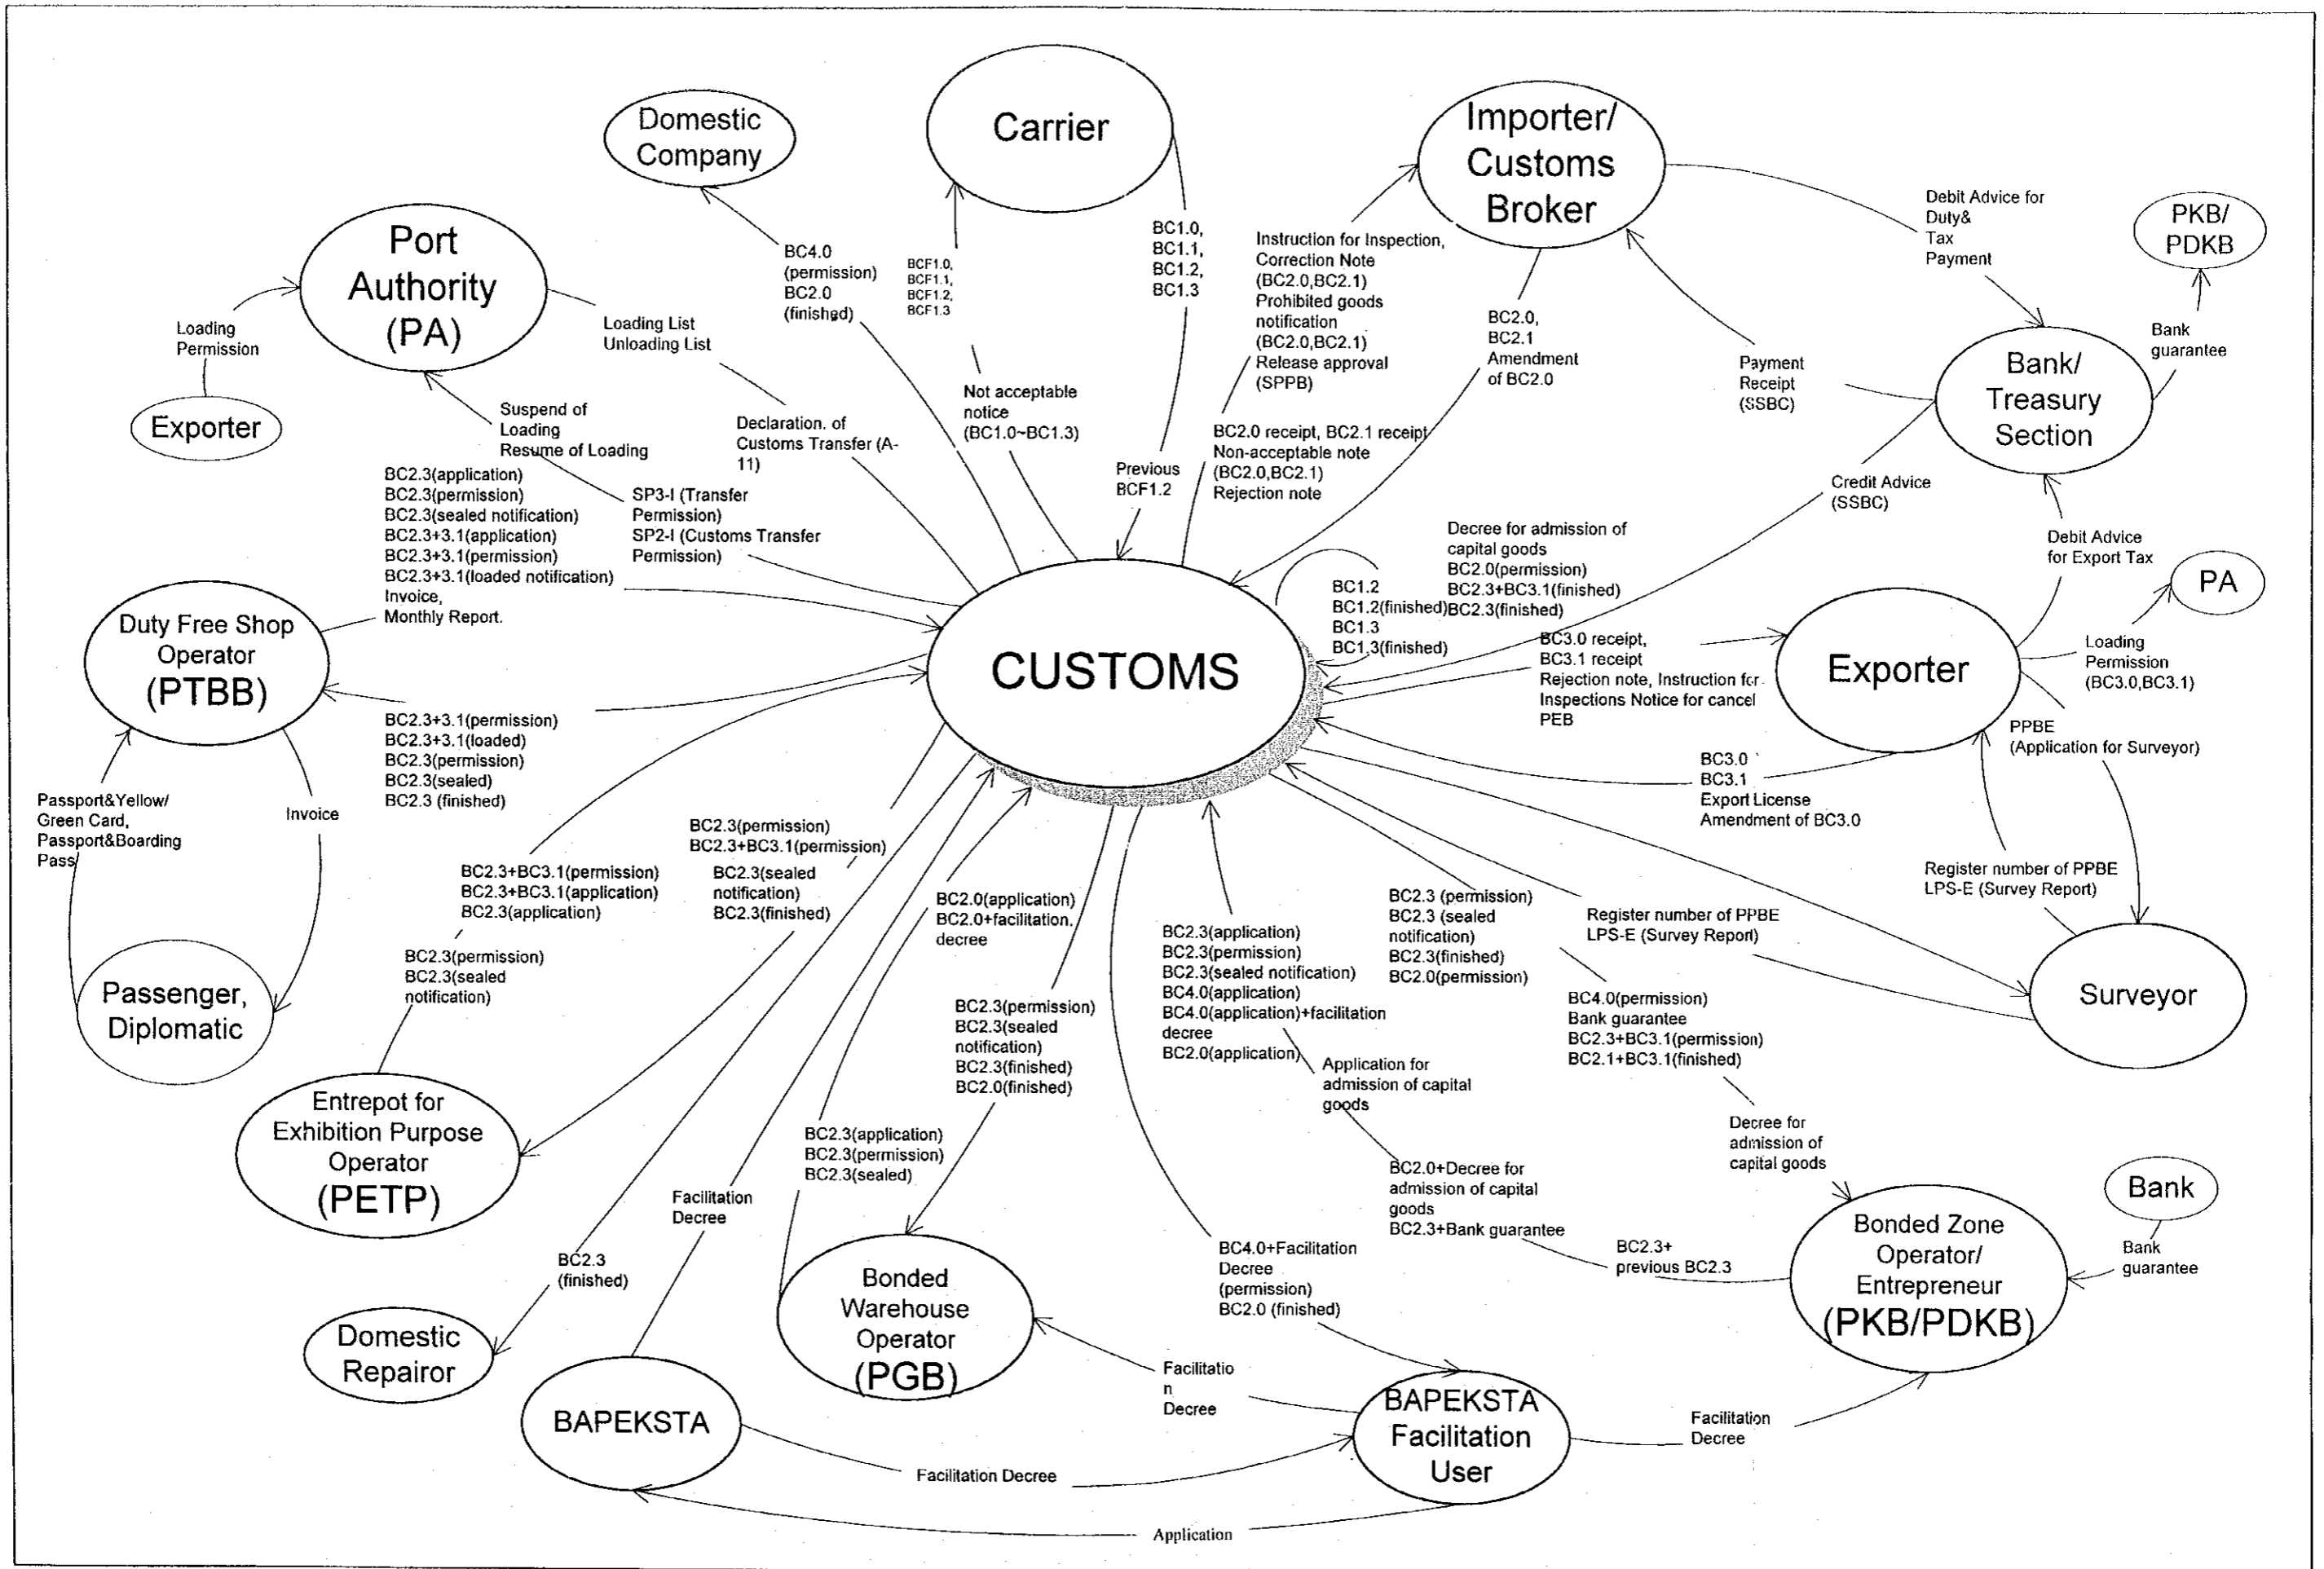 Domestic
Company
Carrier
Importer/
Customs
Broker
Port
Authority
(PA)
Loading
Permission
Exporter
Loading List
Unloading List
BC4.0
(permission)
BC2.0
(finished)
BCF1.0,
BCF1.1,
BCF1.2,
BCF1.3
BC1.0,
BC1.1,
BC1.2,
BC1.3
Instruction for Inspection,
Correction Note
(BC2.0,BC2.1)
Prohibited goods
notification
(BC2.0,BC2.1)
Release approval
(SPPB)
BC2.0,
BC2.1
Amendment
of BC2.0
Debit Advice for
Duty&
Tax
Payment
PKB/
PDKB
Bank
guarantee
Payment
Receipt
(SSBC)
Bank/
Treasury
Section
Suspend of
Loading
Resume of Loading
Declaration. of
Customs Transfer (A-
11)
Not acceptable
notice
(BC1.0~BC1.3)
Previous
BCF1.2
BC2.0 receipt, BC2.1 receipt
Non-acceptable note
(BC2.0,BC2.1)
Rejection note
Credit Advice
(SSBC)
Debit Advice
for Export Tax
PA
BC2.3(application)
BC2.3(permission)
BC2.3(sealed notification)
BC2.3+3.1(application)
BC2.3+3.1(permission)
BC2.3+3.1(loaded notification)
Invoice,
Monthly Report.
SP3-I (Transfer
Permission)
SP2-I (Customs Transfer
Permission)
Decree for admission of
capital goods
BC2.0(permission)
BC2.3+BC3.1(finished)
BC2.3(finished)
BC1.2
BC1.2(finished)
BC1.3
BC1.3(finished)
Duty Free Shop
Operator
(PTBB)
CUSTOMS
BC3.0 receipt,
BC3.1 receipt
Rejection note, Instruction for
Inspections Notice for cancel
PEB
Exporter
Loading
Permission
(BC3.0,BC3.1)
PPBE
(Application for Surveyor)
BC2.3+3.1(permission)
BC2.3+3.1(loaded)
BC2.3(permission)
BC2.3(sealed)
BC2.3 (finished)
BC3.0
BC3.1
Export License
Amendment of BC3.0
Passport&Yellow/
Green Card,
Passport&Boarding
Pass
Invoice
BC2.3(permission)
BC2.3+BC3.1(permission)
BC2.3(sealed
notification)
BC2.3(finished)
BC2.3+BC3.1(permission)
BC2.3+BC3.1(application)
BC2.3(application)
BC2.3(permission)
BC2.3(sealed
notification)
BC2.0(application)
BC2.0+facilitation.
decree
BC2.3(application)
BC2.3(permission)
BC2.3(sealed notification)
BC4.0(application)
BC4.0(application)+facilitation
decree
BC2.0(application)
BC2.3 (permission)
BC2.3 (sealed
notification)
BC2.3(finished)
BC2.0(permission)
Register number of PPBE
LPS-E (Survey Report)
Register number of PPBE
LPS-E (Survey Report)
Passenger,
Diplomatic
Surveyor
BC2.3(permission)
BC2.3(sealed
notification)
BC2.3(finished)
BC2.0(finished)
BC4.0(permission)
Bank guarantee
BC2.3+BC3.1(permission)
BC2.1+BC3.1(finished)
Application for
admission of capital
goods
Entrepot for
Exhibition Purpose
Operator
(PETP)
BC2.3(application)
BC2.3(permission)
BC2.3(sealed)
Decree for
admission of
capital goods
BC2.0+Decree for
admission of capital
goods
BC2.3+Bank guarantee
Facilitation
Decree
Bank
Bank
guarantee
BC2.3
(finished)
BC2.3+
previous BC2.3
Bonded Zone
Operator/
Entrepreneur
(PKB/PDKB)
BC4.0+Facilitation
Decree
(permission)
BC2.0 (finished)
Bonded
Warehouse
Operator
(PGB)
Domestic
Repairor
Facilitatio
n
Decree
BAPEKSTA
BAPEKSTA
Facilitation
User
Facilitation
Decree
Facilitation Decree
Application